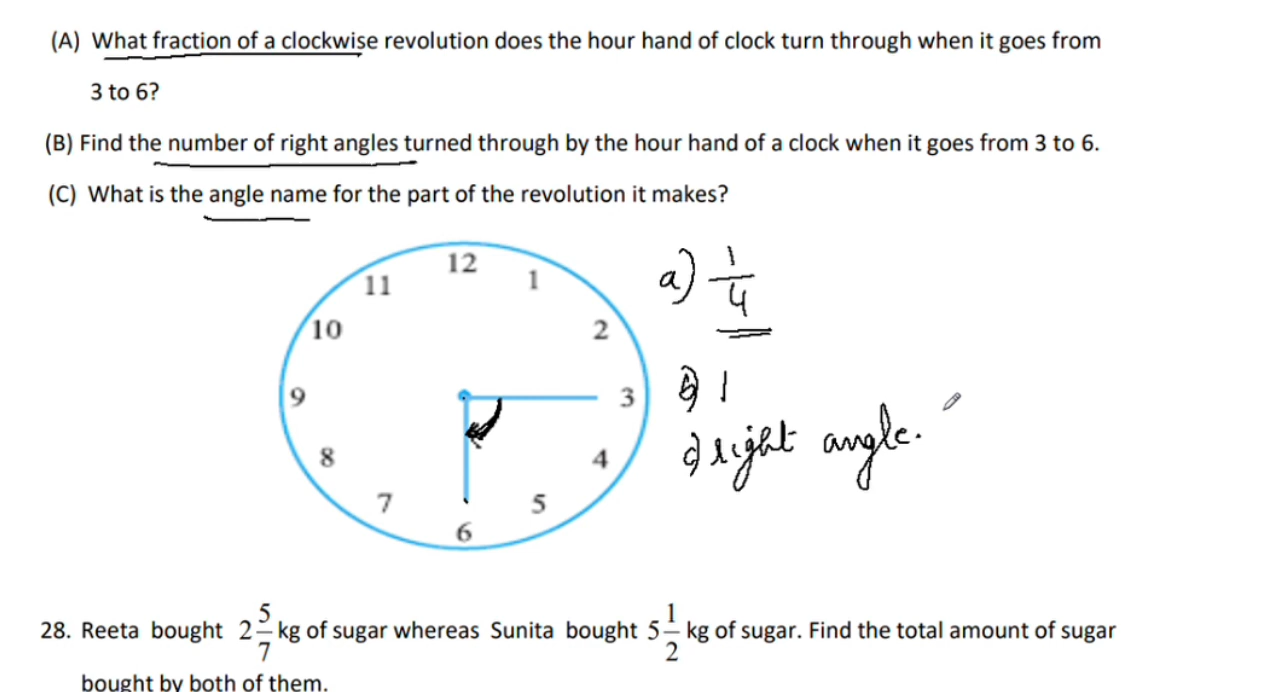 (A) What fraction of a clockwise revolution does the hour hand of clock turn through when it goes from
3 to 6?
(B) Find the number of right angles turned through by the hour hand of a clock when it goes from 3 to 6.
(C) What is the angle name for the part of the revolution it makes?
12
11
1
10
2
9
3
8
4
7
5
6
a) 1/4
b) 1
c) right angle.
28. Reeta bought 2 5/7 kg of sugar whereas Sunita bought 5 1/2 kg of sugar. Find the total amount of sugar
bought by both of them.